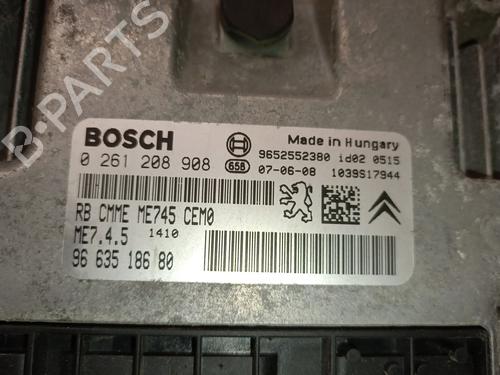 BOSCH
Made in Hungary
0 261 208 908
9652552380 id02 0515
658 07-06-08 1039S17944
RB CMME ME745 CEM0
ME7.4.5 1410
96 635 186 80
B-PARTS